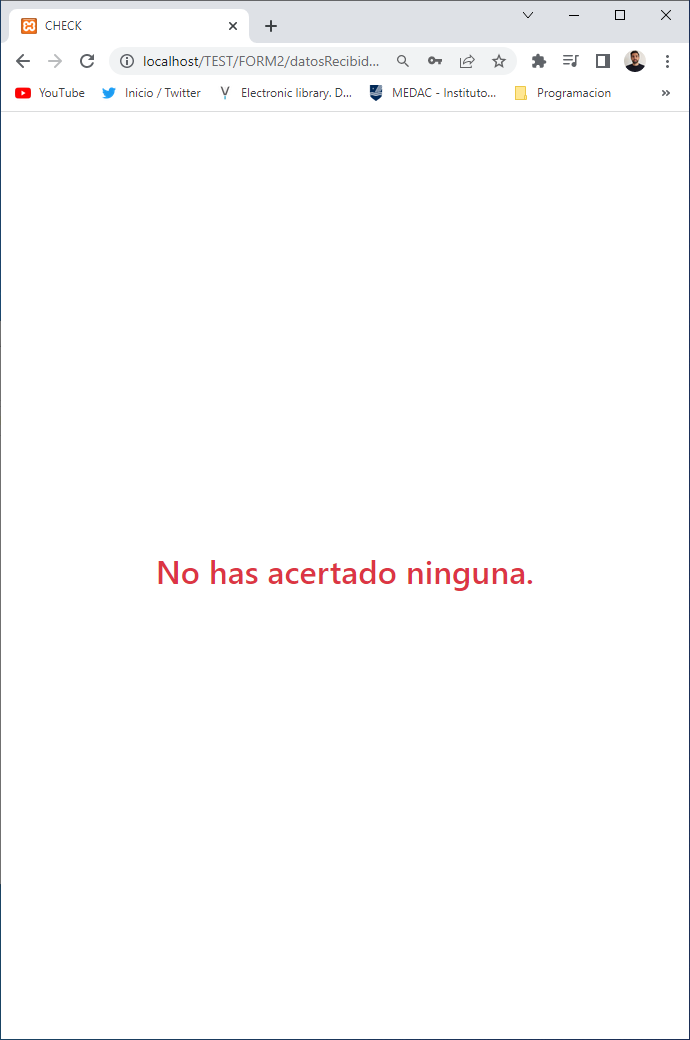 CHECK
localhost/TEST/FORM2/datosRecibid...
YouTube
Inicio / Twitter
Electronic library. D...
MEDAC - Instituto...
Programacion
No has acertado ninguna.